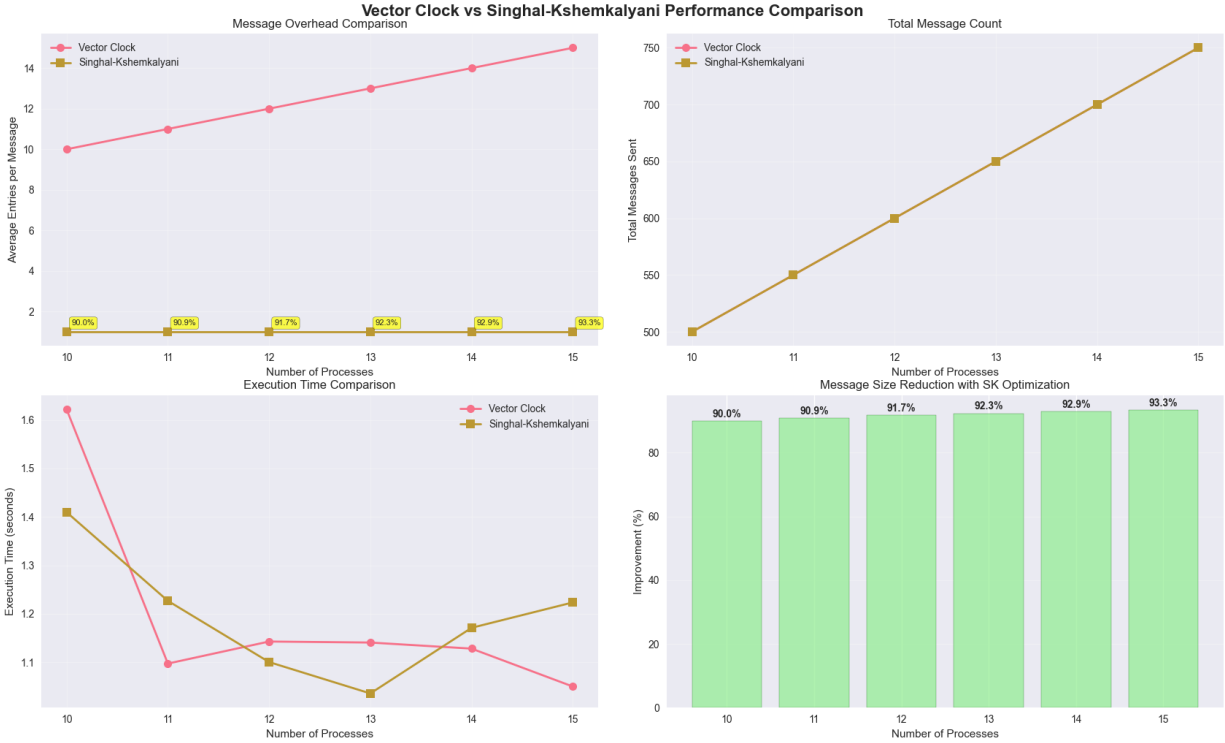 Vector Clock vs Singhal-Kshemkalyani Performance Comparison
Message Overhead Comparison
Vector Clock
Singhal-Kshemkalyani
Average Entries per Message
14
12
10
8
6
4
2
90.0%
90.9%
91.7%
92.3%
92.9%
93.3%
10 11 12 13 14 15
Number of Processes
Total Message Count
Vector Clock
Singhal-Kshemkalyani
Total Messages Sent
750
700
650
600
550
500
10 11 12 13 14 15
Number of Processes
Execution Time Comparison
Vector Clock
Singhal-Kshemkalyani
Execution Time (seconds)
1.6
1.5
1.4
1.3
1.2
1.1
10 11 12 13 14 15
Number of Processes
Message Size Reduction with SK Optimization
Improvement (%)
90.0% 90.9% 91.7% 92.3% 92.9% 93.3%
80
60
40
20
0
10 11 12 13 14 15
Number of Processes